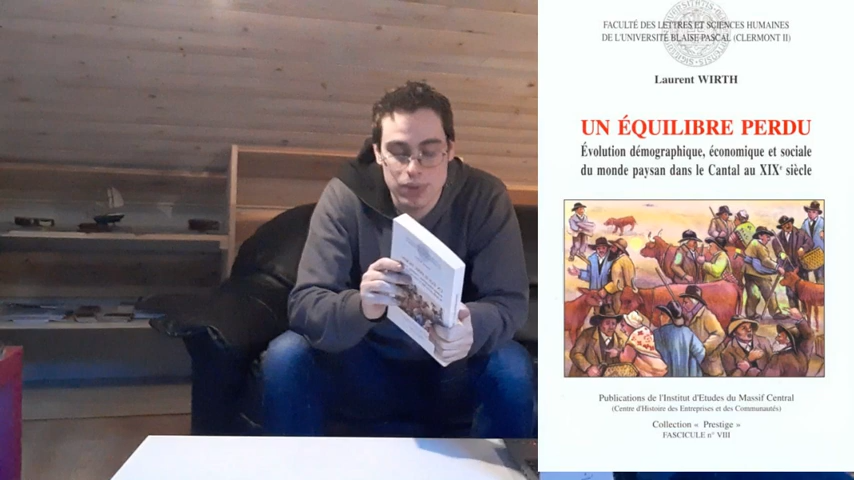 FACULTÉ DES LETTRES ET SCIENCES HUMAINES
DE L'UNIVERSITÉ BLAISE PASCAL (CLERMONT II)
Laurent WIRTH
UN ÉQUILIBRE PERDU
Évolution démographique, économique et sociale
du monde paysan dans le Cantal au XIXe siècle
Publications de l'Institut d'Etudes du Massif Central
(Centre d'Histoire des Entreprises et des Communautés)
Collection « Prestige »
FASCICULE n° VIII